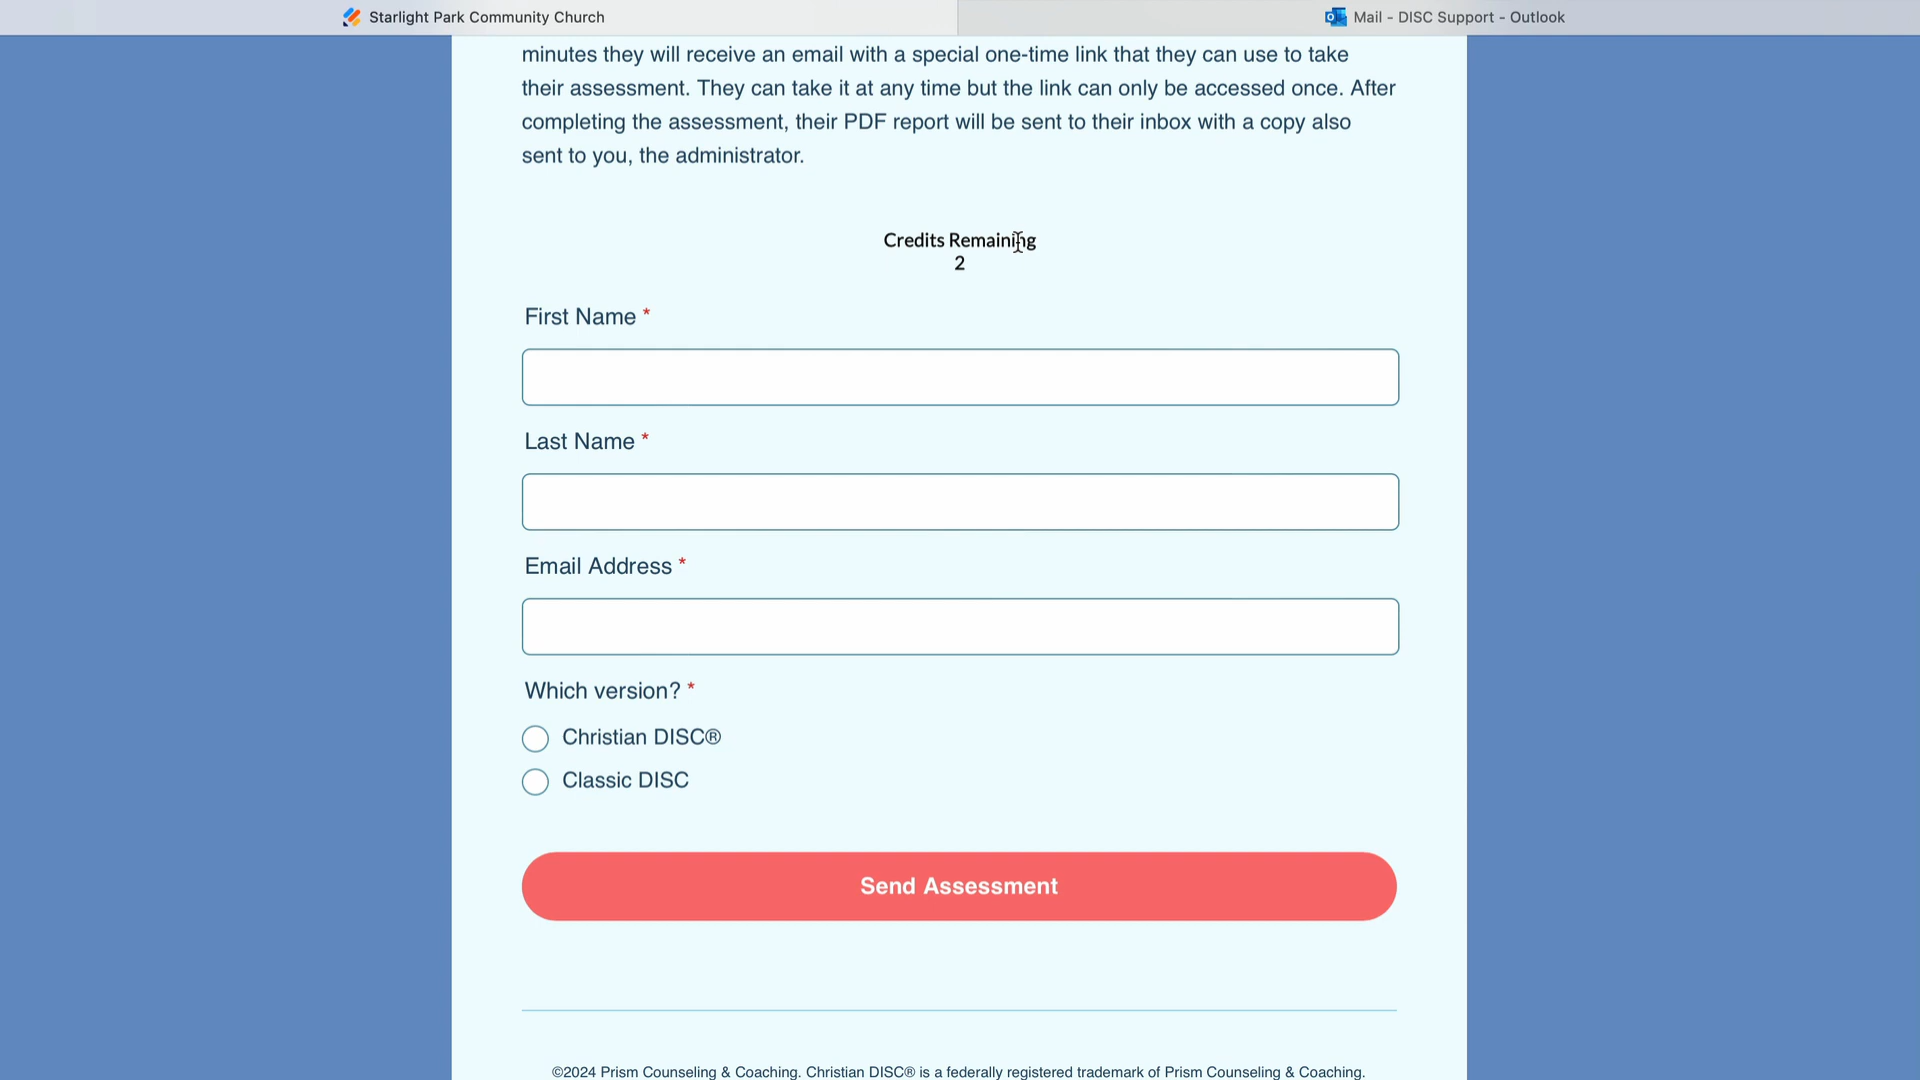 Starlight Park Community Church
Mail - DISC Support - Outlook
minutes they will receive an email with a special one-time link that they can use to take
their assessment. They can take it at any time but the link can only be accessed once. After
completing the assessment, their PDF report will be sent to their inbox with a copy also
sent to you, the administrator.
Credits Remaining
2
First Name *
Last Name *
Email Address *
Which version? *
Christian DISC®
Classic DISC
Send Assessment
©2024 Prism Counseling & Coaching. Christian DISC® is a federally registered trademark of Prism Counseling & Coaching.